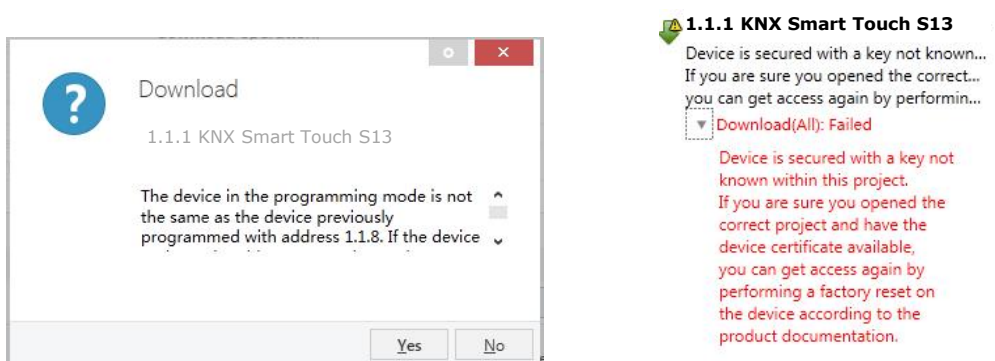 Download
1.1.1 KNX Smart Touch S13
The device in the programming mode is not
the same as the device previously
programmed with address 1.1.8. If the device
Yes
No
1.1.1 KNX Smart Touch S13
Device is secured with a key not known...
If you are sure you opened the correct...
you can get access again by performin...
Download(All): Failed
Device is secured with a key not
known within this project.
If you are sure you opened the
correct project and have the
device certificate available,
you can get access again by
performing a factory reset on
the device according to the
product documentation.